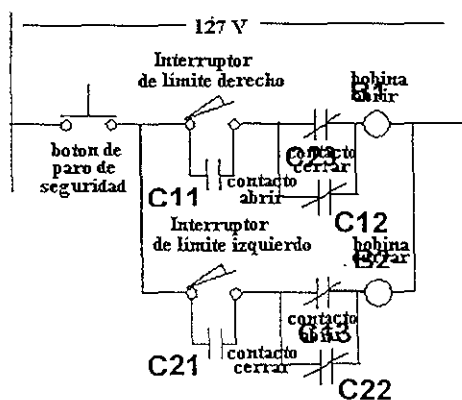 127 V
Interruptor
de límite derecho
bobina
B1
abrir
boton de
paro de
seguridad
C11
contacto
abrir
C23
contacto
cerrar
C12
Interruptor
de límite izquierdo
bobina
B2
cerrar
C21
contacto
cerrar
contacto
abrir
C13
C22